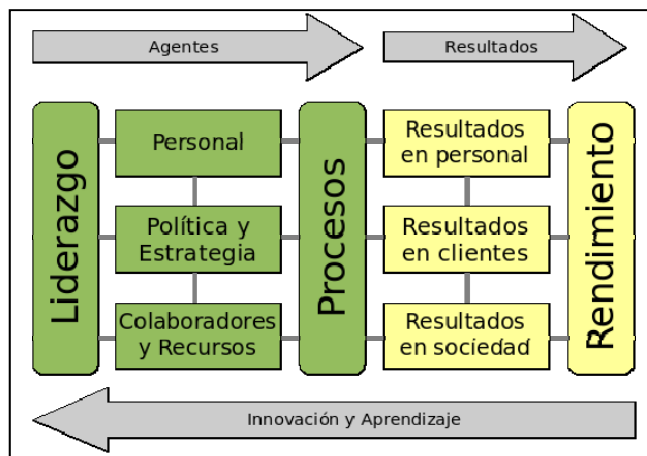 Agentes
Resultados
Liderazgo
Personal
Política y
Estrategia
Colaboradores
y Recursos
Procesos
Resultados
en personal
Resultados
en clientes
Resultados
en sociedad
Rendimiento
Innovación y Aprendizaje